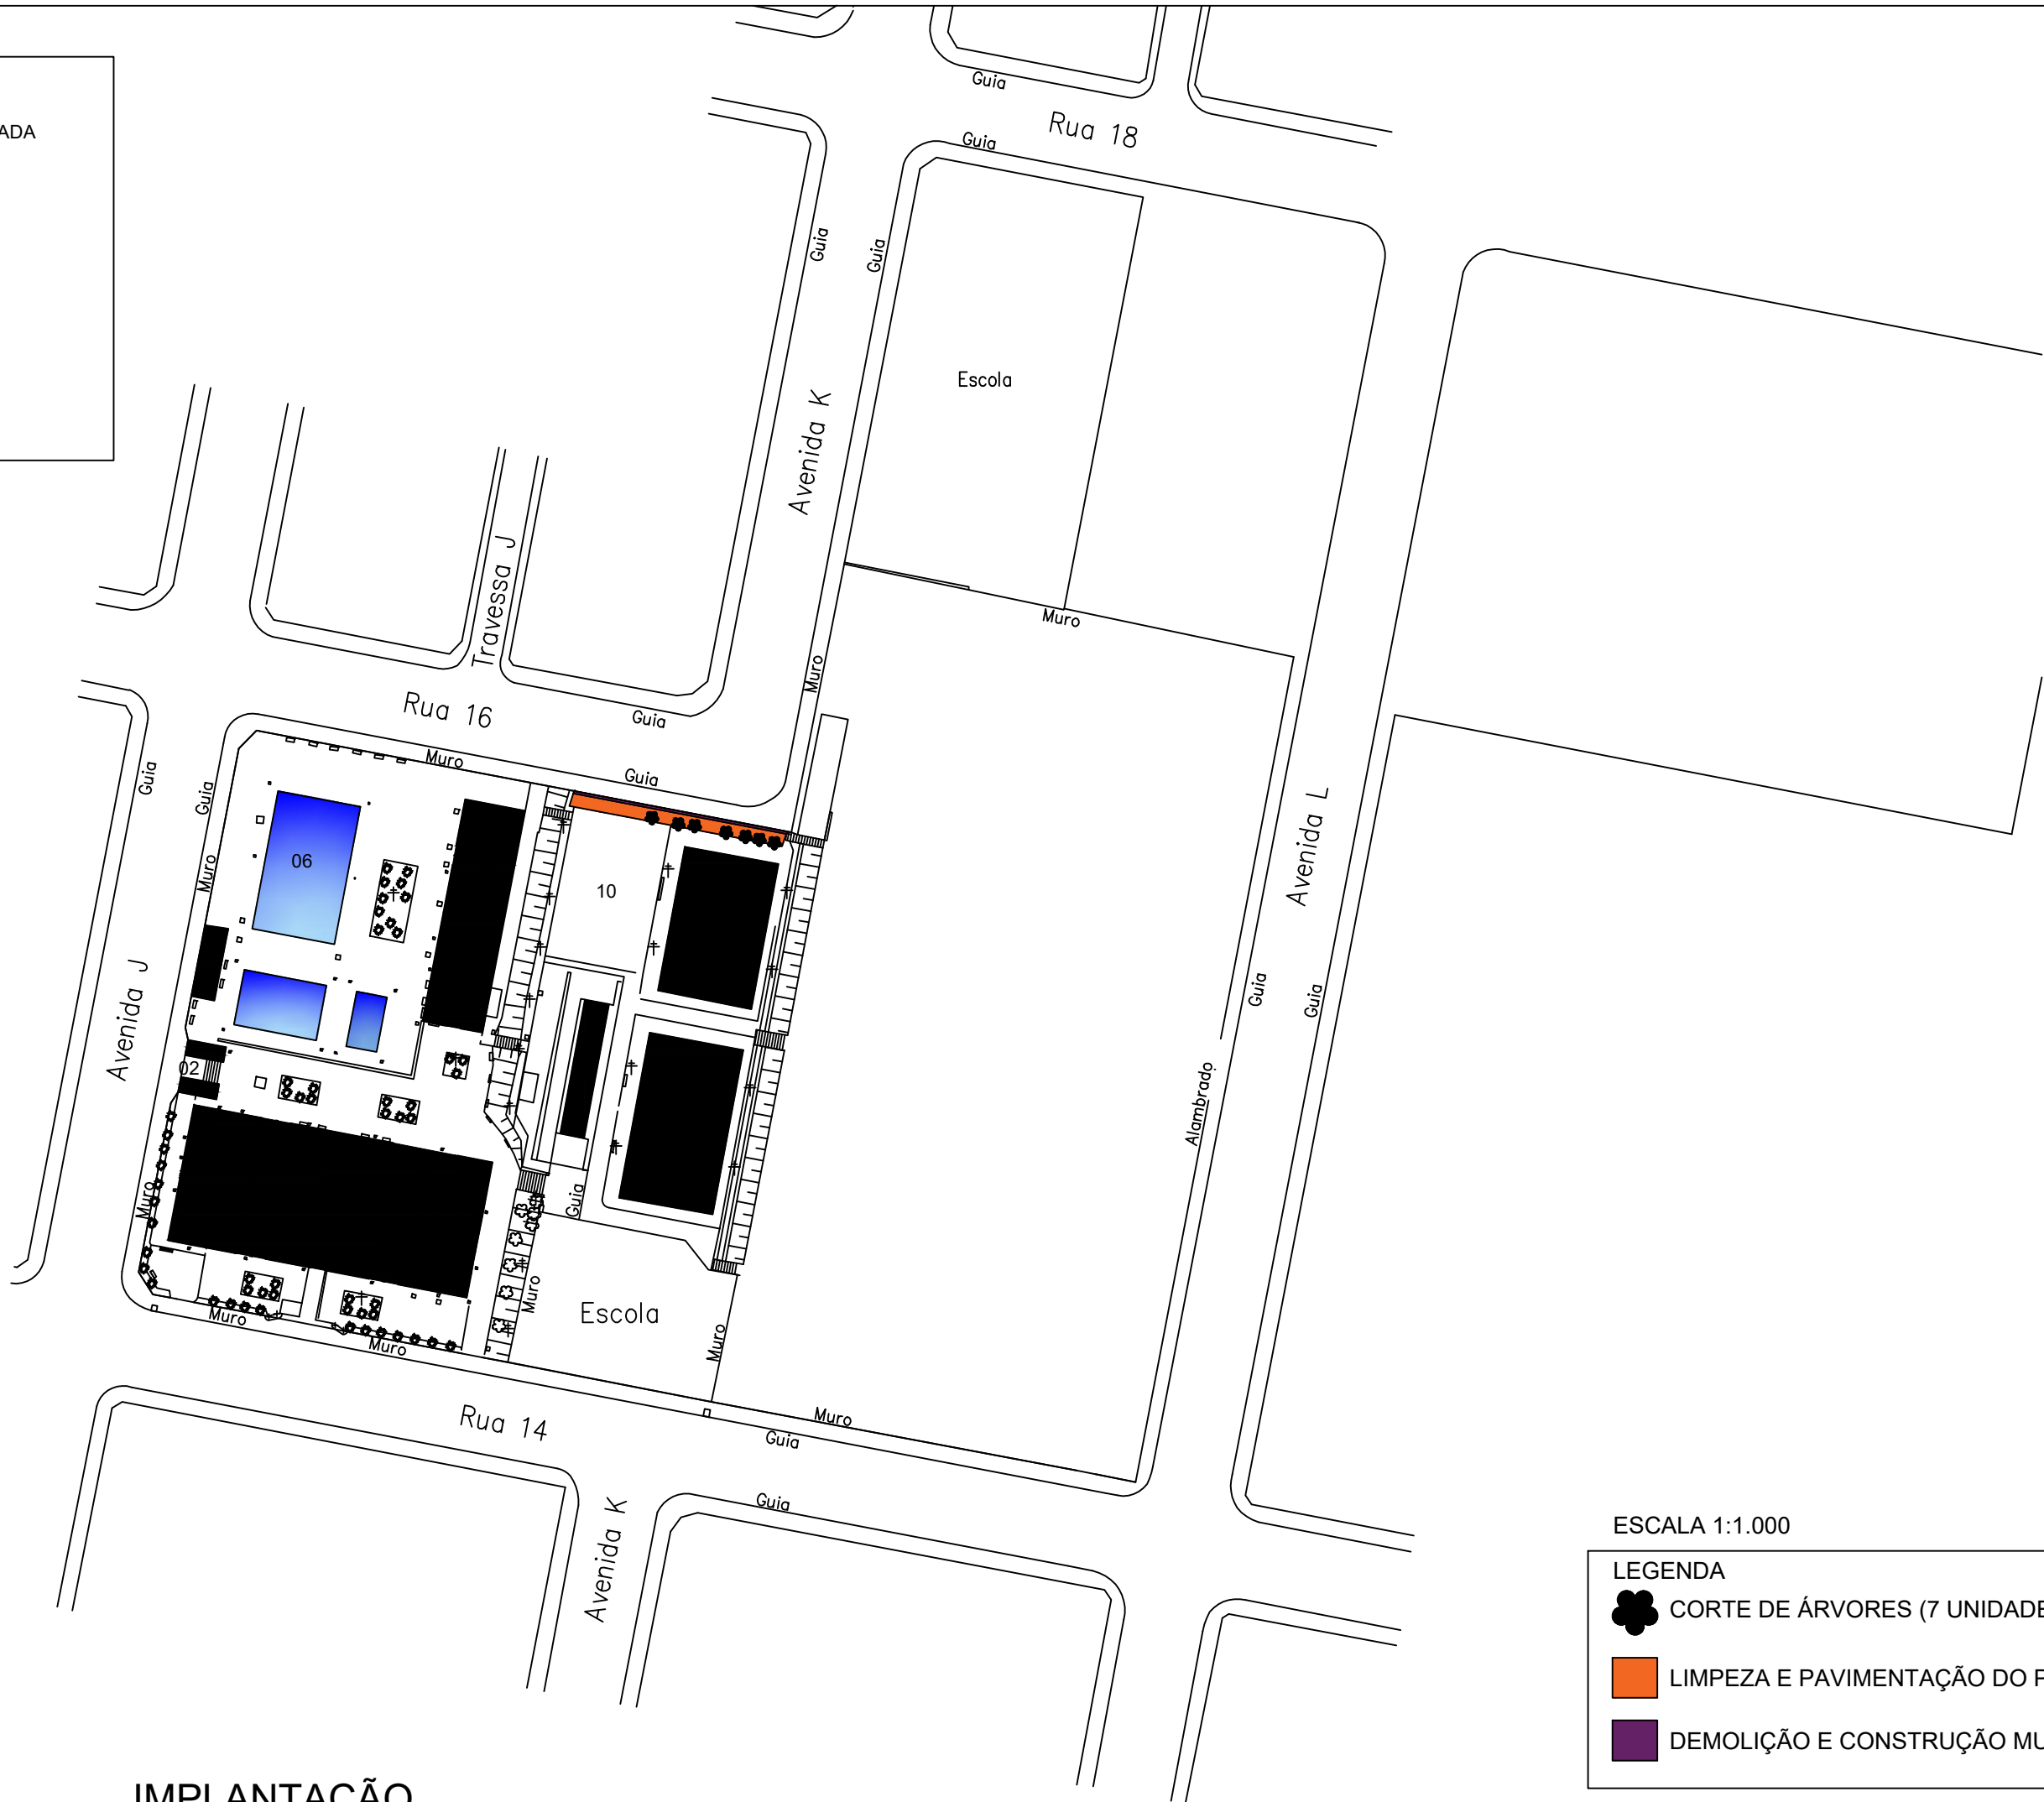 ADA
Guia
Rua 18
Guia
Guia
Guia
Escola
Avenida K
Travessa J
Muro
Muro
Rua 16
Guia
Muro
Guia
Guia
Guia
Avenida L
06
Muro
10
Avenida J
Guia
Guia
02
Alambrado
Muro
Guia
Muro
Escola
Muro
Muro
Muro
Rua 14
Muro
Guia
Guia
Avenida K
ESCALA 1:1.000
LEGENDA
CORTE DE ÁRVORES (7 UNIDADE
LIMPEZA E PAVIMENTAÇÃO DO
DEMOLIÇÃO E CONSTRUÇÃO MU
IMPLANTAÇÃO